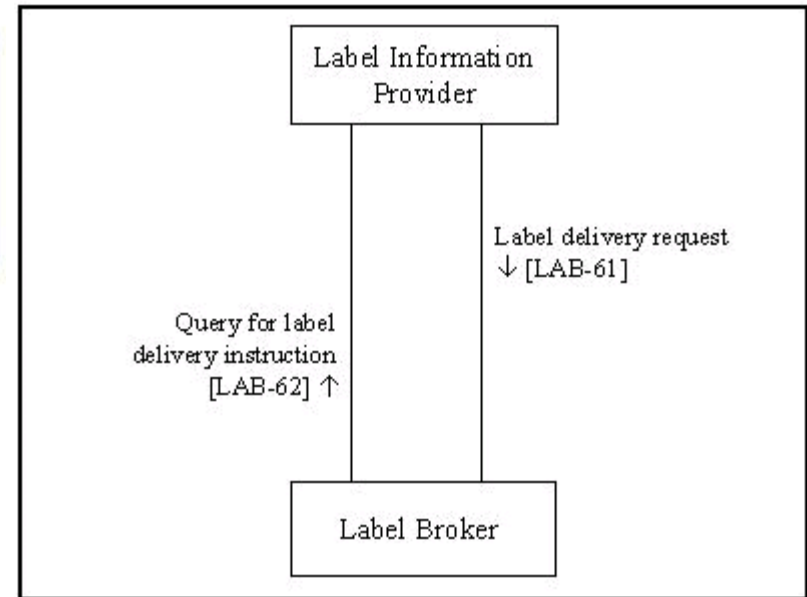 Label Information
Provider
Label delivery request
↓ [LAB-61]
Query for label
delivery instruction
[LAB-62] ↑
Label Broker